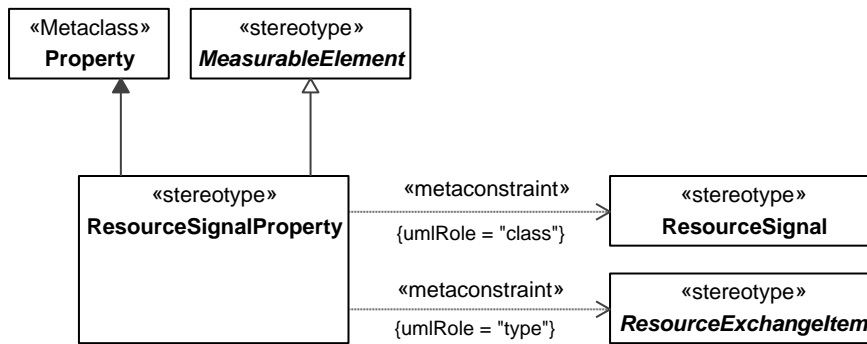 «Metaclass»
Property
«stereotype»
MeasurableElement
«stereotype»
ResourceSignalProperty
«metaconstraint»
{umlRole = "class"}
«stereotype»
ResourceSignal
«metaconstraint»
{umlRole = "type"}
«stereotype»
ResourceExchangeItem